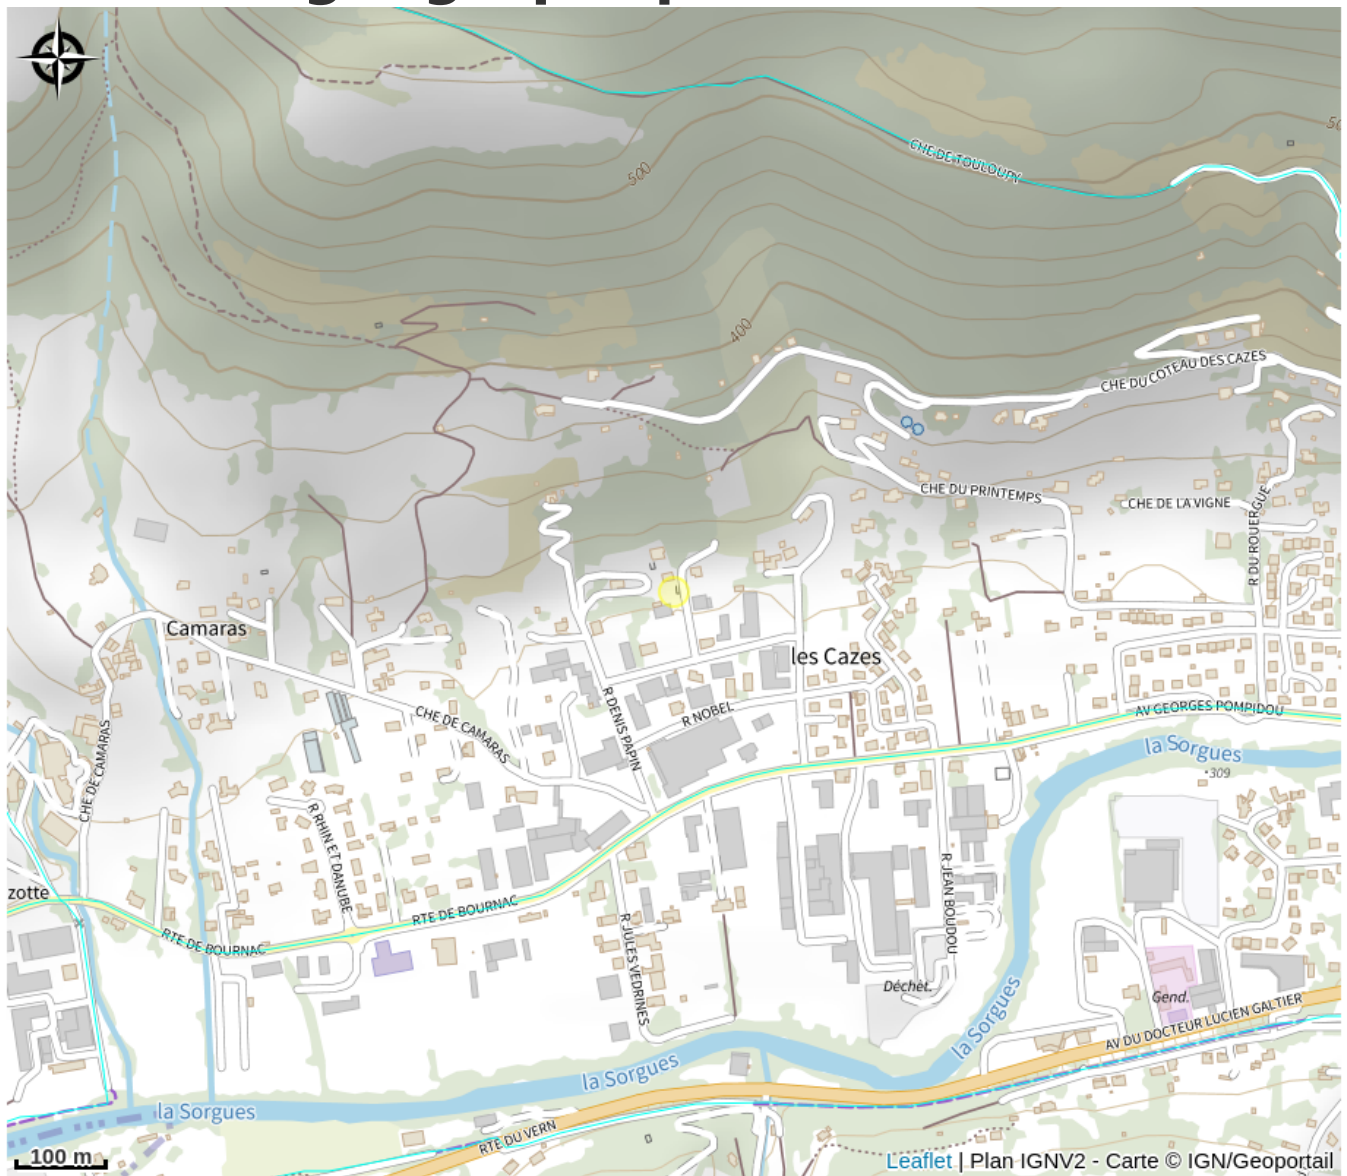 CHE DE TOULOUPY
500
400
CHE DU COTEAU DES CAZES
CHE DU PRINTEMPS
CHE DE LA VIGNE
R DU ROUERGUE
Camaras
les Cazes
R DENIS PAPIN
R NOBEL
CHE DE CAMARAS
CHE DE CAMARAS
AV GEORGES POMPIDOU
la Sorgues
309
R RHIN ET DANUBE
zotte
RTE DE BOURNAC
RTE DE BOURNAC
R JULES VEDRINES
R JEAN BOUDOU
Déchèt.
Gend.
AV DU DOCTEUR LUCIEN GALTIER
la Sorgues
la Sorgues
la Sorgues
RTE DU VERN
100 m
Leaflet | Plan IGNV2 - Carte © IGN/Geoportail